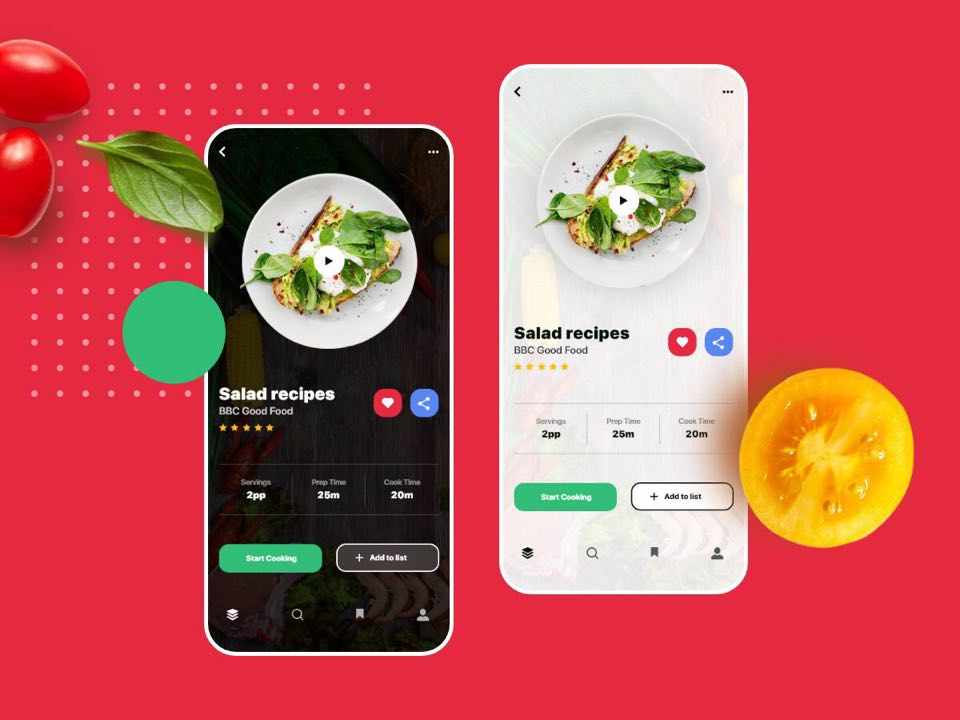 Salad recipes
BBC Good Food
Servings
2pp
Prep Time
25m
Cook Time
20m
Start Cooking
+ Add to list
Salad recipes
BBC Good Food
Servings
2pp
Prep Time
25m
Cook Time
20m
Start Cooking
+ Add to list